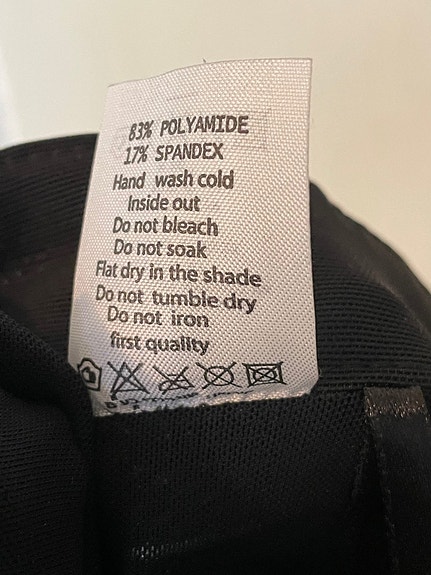 83% POLYAMIDE
17% SPANDEX
Hand wash cold
Inside out
Do not bleach
Do not soak
Flat dry in the shade
Do not tumble dry
Do not iron
first quality